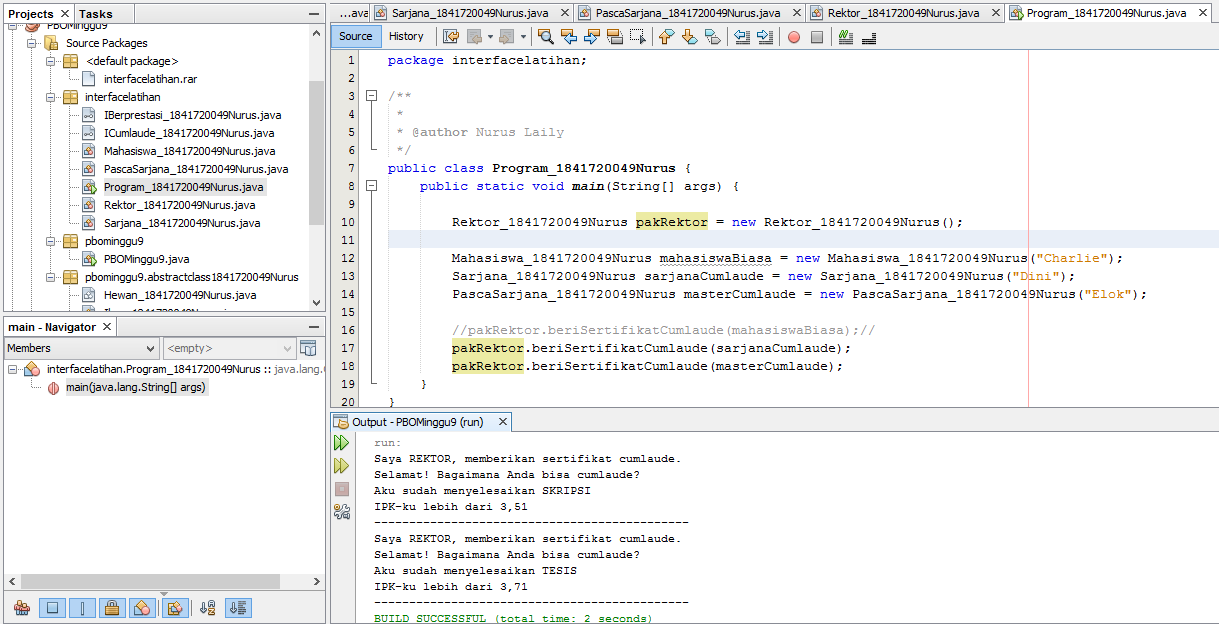 Projects × Tasks
PBOMinggu9
Source Packages
<default package>
interfacelatihan.rar
interfacelatihan
IBerprestasi_1841720049Nurus.java
ICumlaude_1841720049Nurus.java
Mahasiswa_1841720049Nurus.java
PascaSarjana_1841720049Nurus.java
Program_1841720049Nurus.java
Rektor_1841720049Nurus.java
Sarjana_1841720049Nurus.java
pbominggu9
PBOMinggu9.java
pbominggu9.abstractclass1841720049Nurus
Hewan_1841720049Nurus.java
main - Navigator ×
Members <empty>
interfacelatihan.Program_1841720049Nurus :: java.lang.
main(java.lang.String[] args)
...ava Sarjana_1841720049Nurus.java × PascaSarjana_1841720049Nurus.java × Rektor_1841720049Nurus.java × Program_1841720049Nurus.java ×
Source History
1 package interfacelatihan;
2
3 /**
4 *
5 * @author Nurus Laily
6 */
7 public class Program_1841720049Nurus {
8 public static void main(String[] args) {
9
10 Rektor_1841720049Nurus pakRektor = new Rektor_1841720049Nurus();
11
12 Mahasiswa_1841720049Nurus mahasiswaBiasa = new Mahasiswa_1841720049Nurus("Charlie");
13 Sarjana_1841720049Nurus sarjanaCumlaude = new Sarjana_1841720049Nurus("Dini");
14 PascaSarjana_1841720049Nurus masterCumlaude = new PascaSarjana_1841720049Nurus("Elok");
15
16 //pakRektor.beriSertifikatCumlaude(mahasiswaBiasa);//
17 pakRektor.beriSertifikatCumlaude(sarjanaCumlaude);
18 pakRektor.beriSertifikatCumlaude(masterCumlaude);
19 }
20 }
Output - PBOMinggu9 (run) ×
run:
Saya REKTOR, memberikan sertifikat cumlaude.
Selamat! Bagaimana Anda bisa cumlaude?
Aku sudah menyelesaikan SKRIPSI
IPK-ku lebih dari 3,51
---------------------------------------------
Saya REKTOR, memberikan sertifikat cumlaude.
Selamat! Bagaimana Anda bisa cumlaude?
Aku sudah menyelesaikan TESIS
IPK-ku lebih dari 3,71
---------------------------------------------
BUILD SUCCESSFUL (total time: 2 seconds)